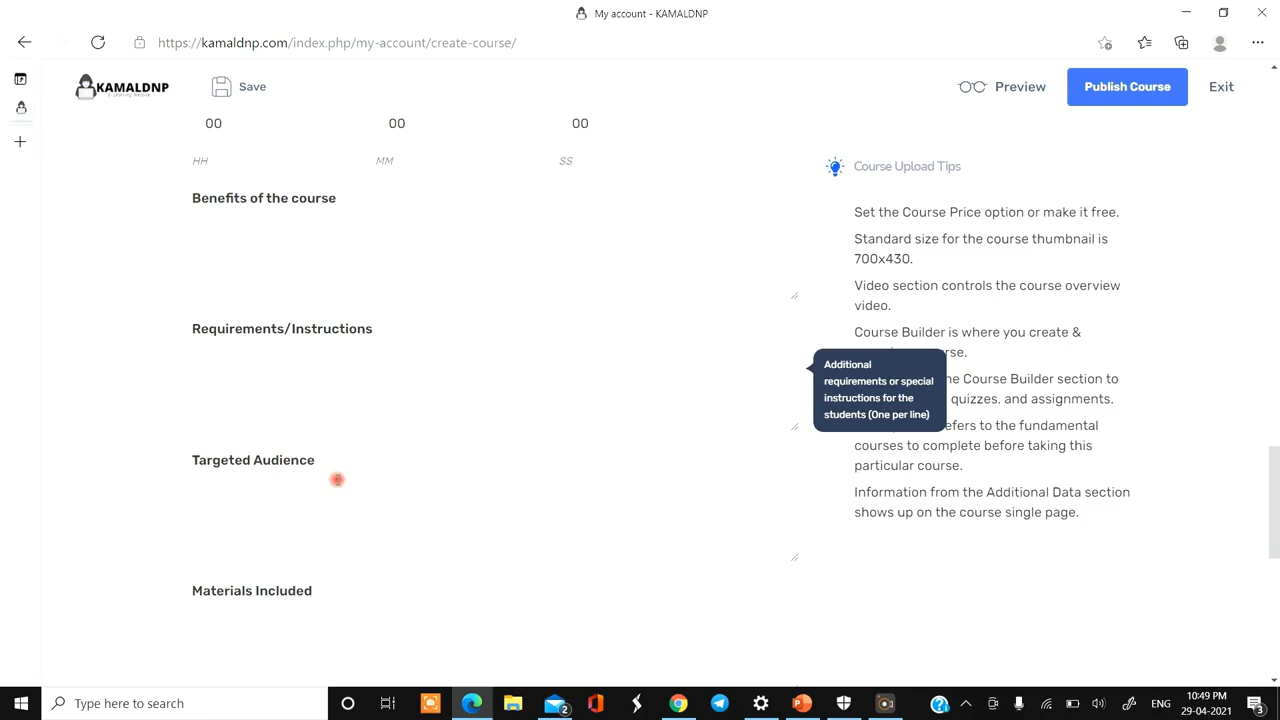 My account - KAMALDNP
https://kamaldnp.com/index.php/my-account/create-course/
KAMALDNP
Save
Preview
Publish Course
Exit
00 00 00
HH MM SS
Benefits of the course
Requirements/Instructions
Targeted Audience
Materials Included
Course Upload Tips
Set the Course Price option or make it free.
Standard size for the course thumbnail is
700x430.
Video section controls the course overview
video.
Course Builder is where you create &
Additional
requirements or special
instructions for the
students (One per line)
Course Builder section to
quizzes, and assignments.
to the fundamental
courses to complete before taking this
particular course.
Information from the Additional Data section
shows up on the course single page.
Type here to search
2
ENG
10:49 PM
29-04-2021
3